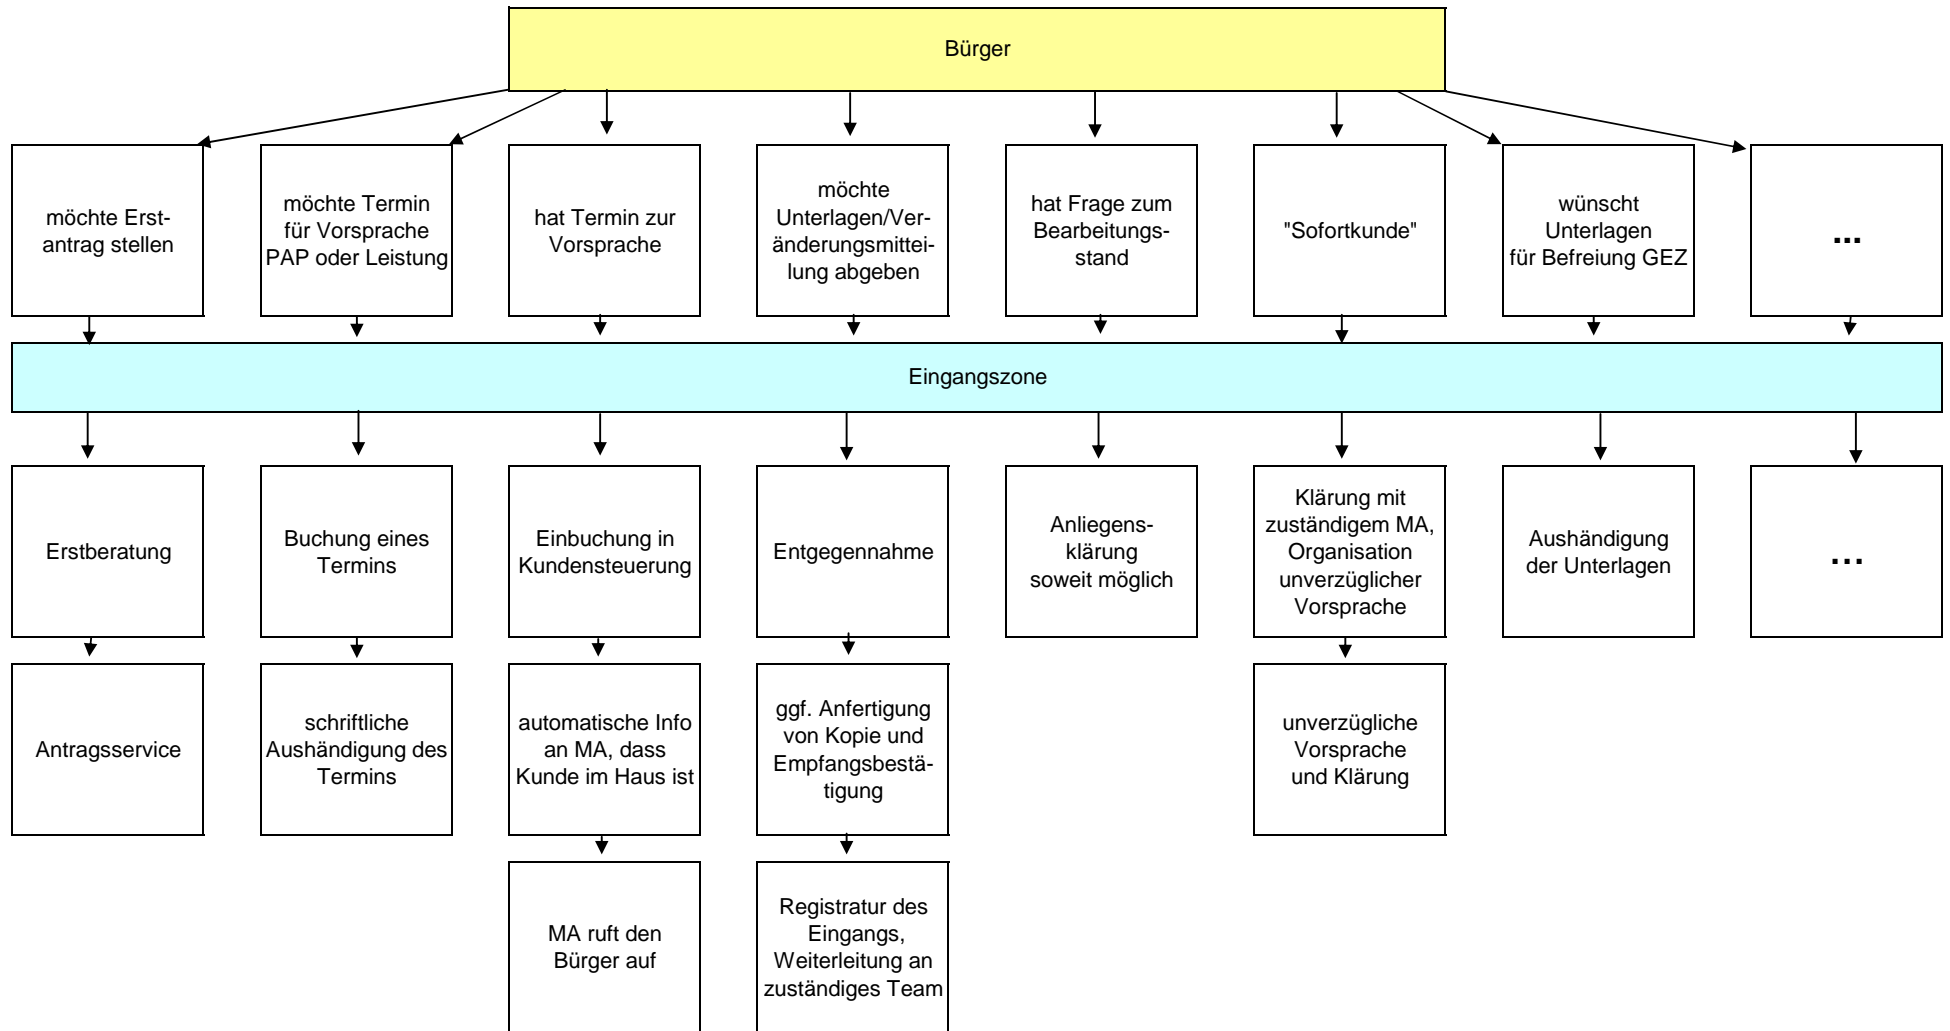 Bürger
möchte Erst-
antrag stellen
möchte Termin
für Vorsprache
PAP oder Leistung
hat Termin zur
Vorsprache
möchte
Unterlagen/Ver-
änderungsmittei-
lung abgeben
hat Frage zum
Bearbeitungs-
stand
"Sofortkunde"
wünscht
Unterlagen
für Befreiung GEZ
...
Eingangszone
Erstberatung
Buchung eines
Termins
Einbuchung in
Kundensteuerung
Entgegennahme
Anliegens-
klärung
soweit möglich
Klärung mit
zuständigem MA,
Organisation
unverzüglicher
Vorsprache
Aushändigung
der Unterlagen
...
Antragsservice
schriftliche
Aushändigung des
Termins
automatische Info
an MA, dass
Kunde im Haus ist
ggf. Anfertigung
von Kopie und
Empfangsbestä-
tigung
unverzügliche
Vorsprache
und Klärung
MA ruft den
Bürger auf
Registratur des
Eingangs,
Weiterleitung an
zuständiges Team